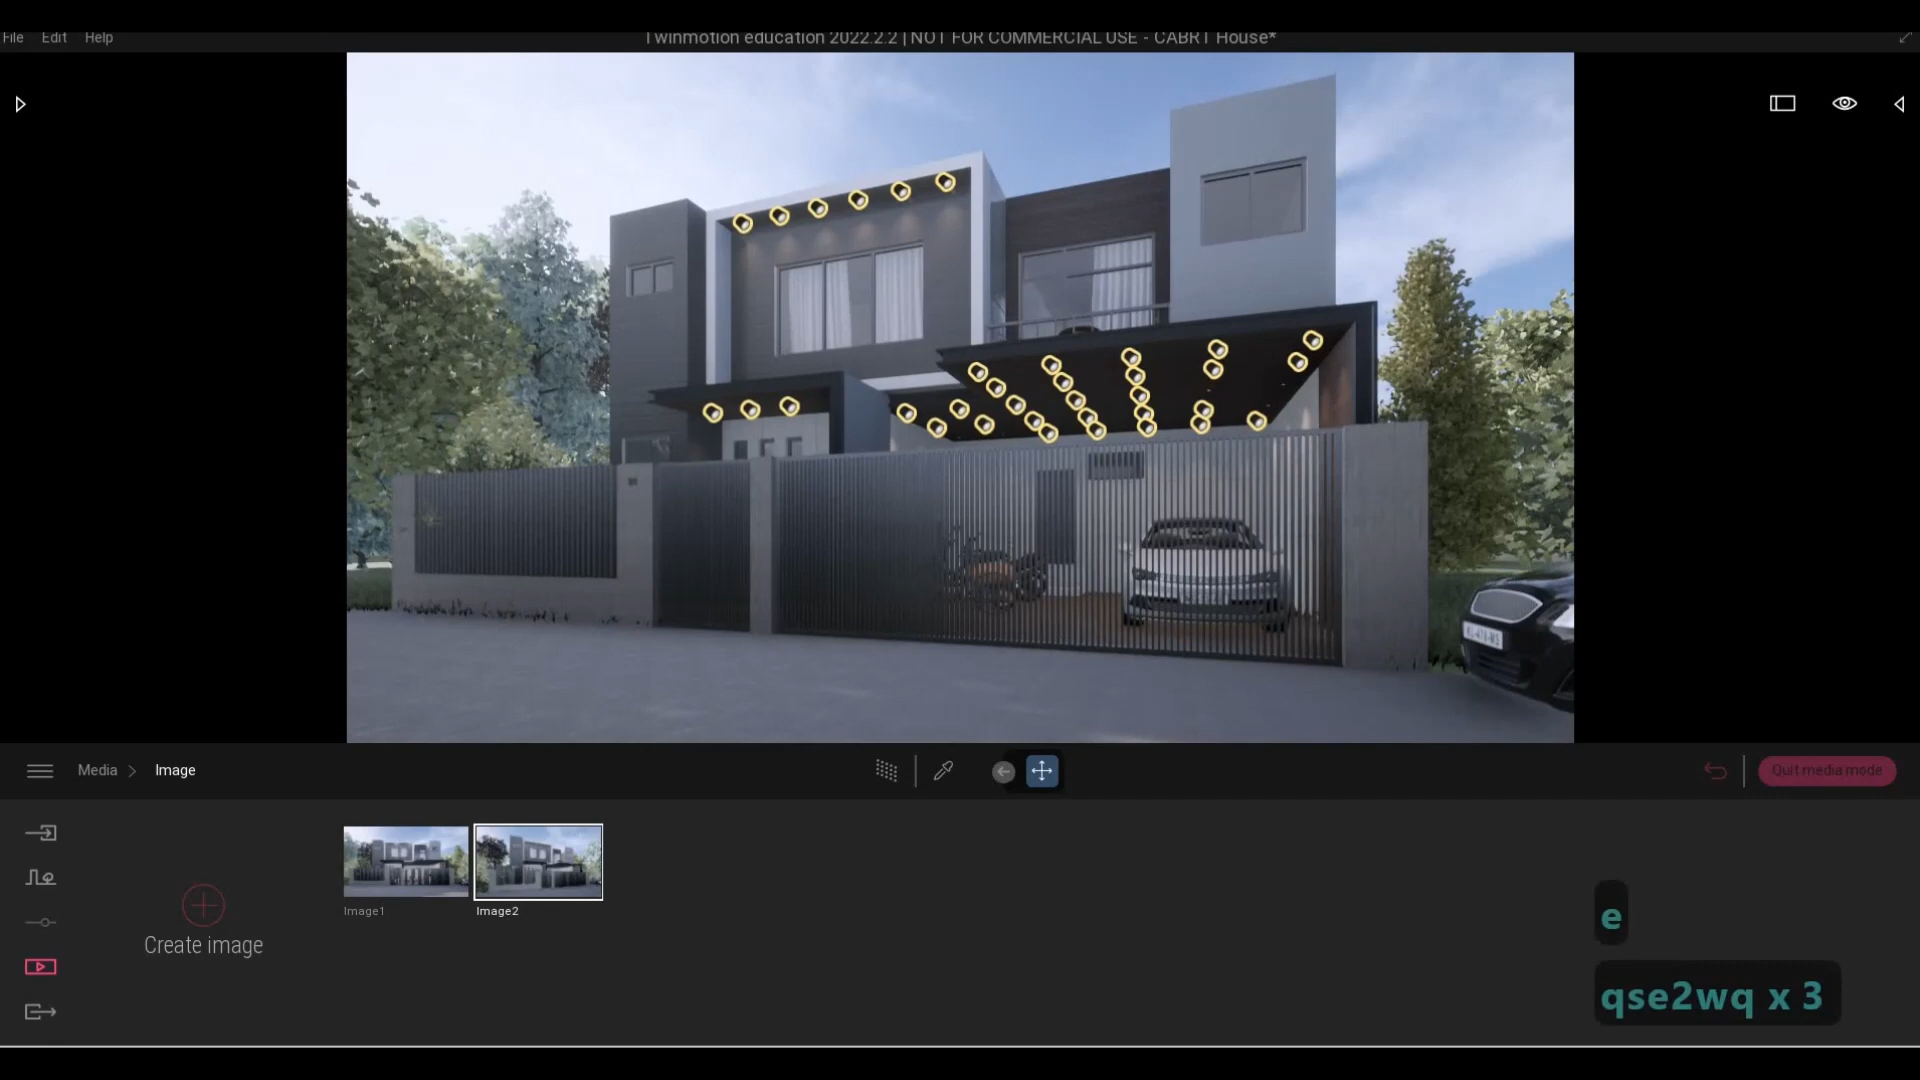 File Edit Help
Twinmotion education 2022.2.2 | NOT FOR COMMERCIAL USE - CABRT House*
Media > Image
Quit media mode
Create image
Image1
Image2
e
qse2wq x 3